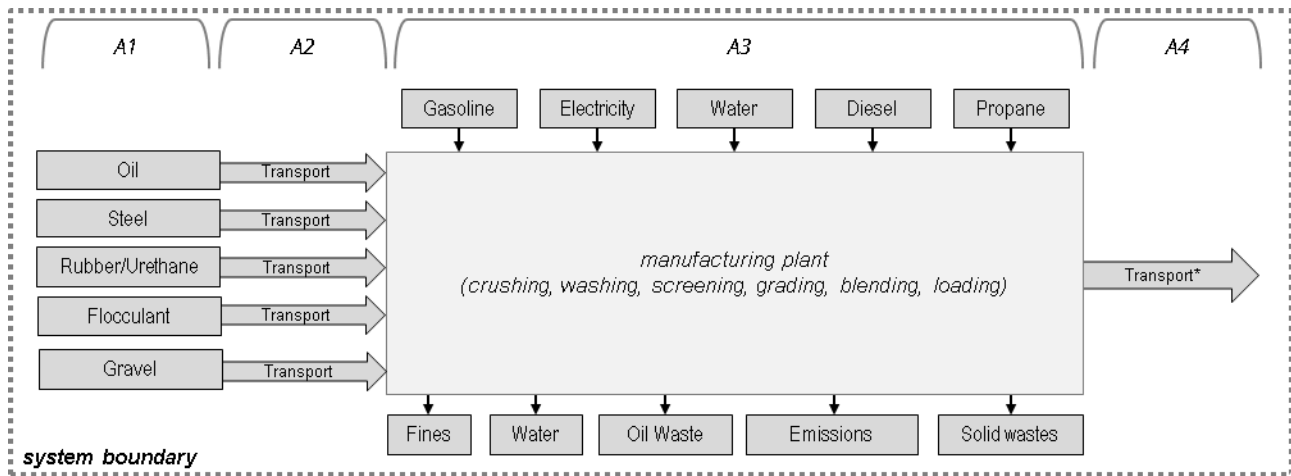 A1 A2 A3 A4
Gasoline Electricity Water Diesel Propane
Oil Transport
Steel Transport
Rubber/Urethane Transport
Flocculant Transport
Gravel Transport
manufacturing plant
(crushing, washing, screening, grading, blending, loading)
Transport*
Fines Water Oil Waste Emissions Solid wastes
system boundary